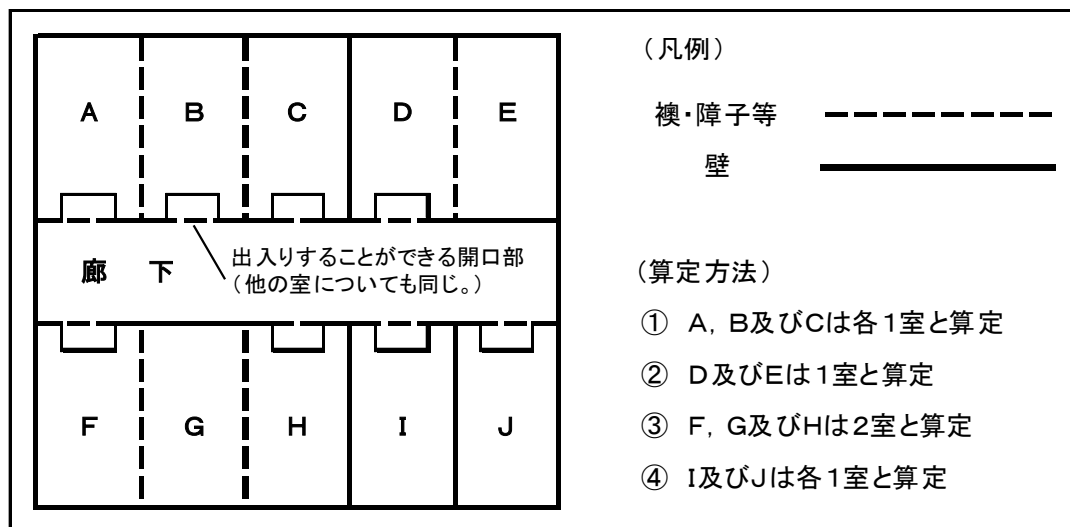 A B C D E
出入りすることができる開口部
（他の室についても同じ。）
廊 下
F G H I J
（凡例）
襖・障子等
壁
（算定方法）
① A，B及びCは各１室と算定
② D及びEは１室と算定
③ F，G及びHは２室と算定
④ I及びJは各１室と算定